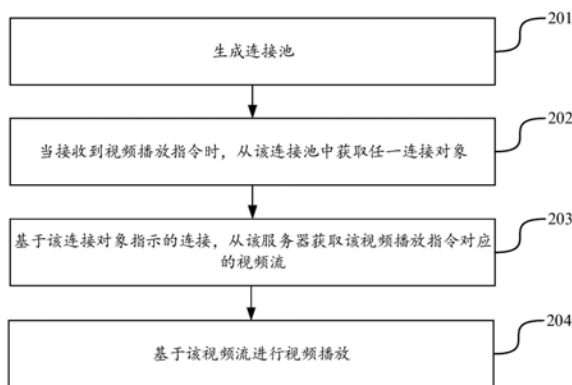 201
生成连接池
202
当接收到视频播放指令时，从该连接池中获取任一连接对象
203
基于该连接对象指示的连接，从该服务器获取该视频播放指令对应
的视频流
204
基于该视频流进行视频播放